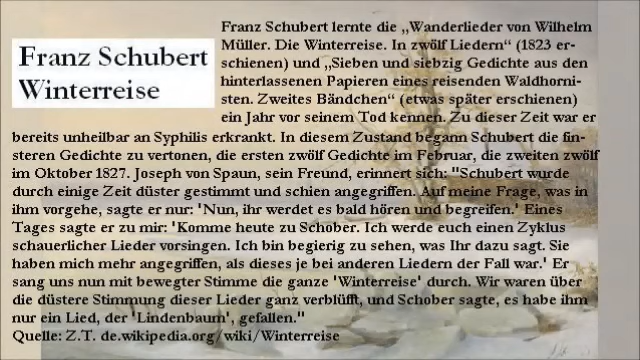 Franz Schubert
Winterreise
Franz Schubert lernte die „Wanderlieder von Wilhelm
Müller. Die Winterreise. In zwölf Liedern“ (1823 er-
schienen) und „Sieben und siebzig Gedichte aus den
hinterlassenen Papieren eines reisenden Waldhorni-
sten. Zweites Bändchen“ (etwas später erschienen)
ein Jahr vor seinem Tod kennen. Zu dieser Zeit war er
bereits unheilbar an Syphilis erkrankt. In diesem Zustand begann Schubert die fin-
steren Gedichte zu vertonen, die ersten zwölf Gedichte im Februar, die zweiten zwölf
im Oktober 1827. Joseph von Spaun, sein Freund, erinnert sich: "Schubert wurde
durch einige Zeit düster gestimmt und schien angegriffen. Auf meine Frage, was in
ihm vorgehe, sagte er nur: 'Nun, ihr werdet es bald hören und begreifen.' Eines
Tages sagte er zu mir: 'Komme heute zu Schober. Ich werde euch einen Zyklus
schauerlicher Lieder vorsingen. Ich bin begierig zu sehen, was Ihr dazu sagt. Sie
haben mich mehr angegriffen, als dieses je bei anderen Liedern der Fall war.' Er
sang uns nun mit bewegter Stimme die ganze 'Winterreise' durch. Wir waren über
die düstere Stimmung dieser Lieder ganz verblüfft, und Schober sagte, es habe ihm
nur ein Lied, der 'Lindenbaum', gefallen."
Quelle: Z.T. de.wikipedia.org/wiki/Winterreise